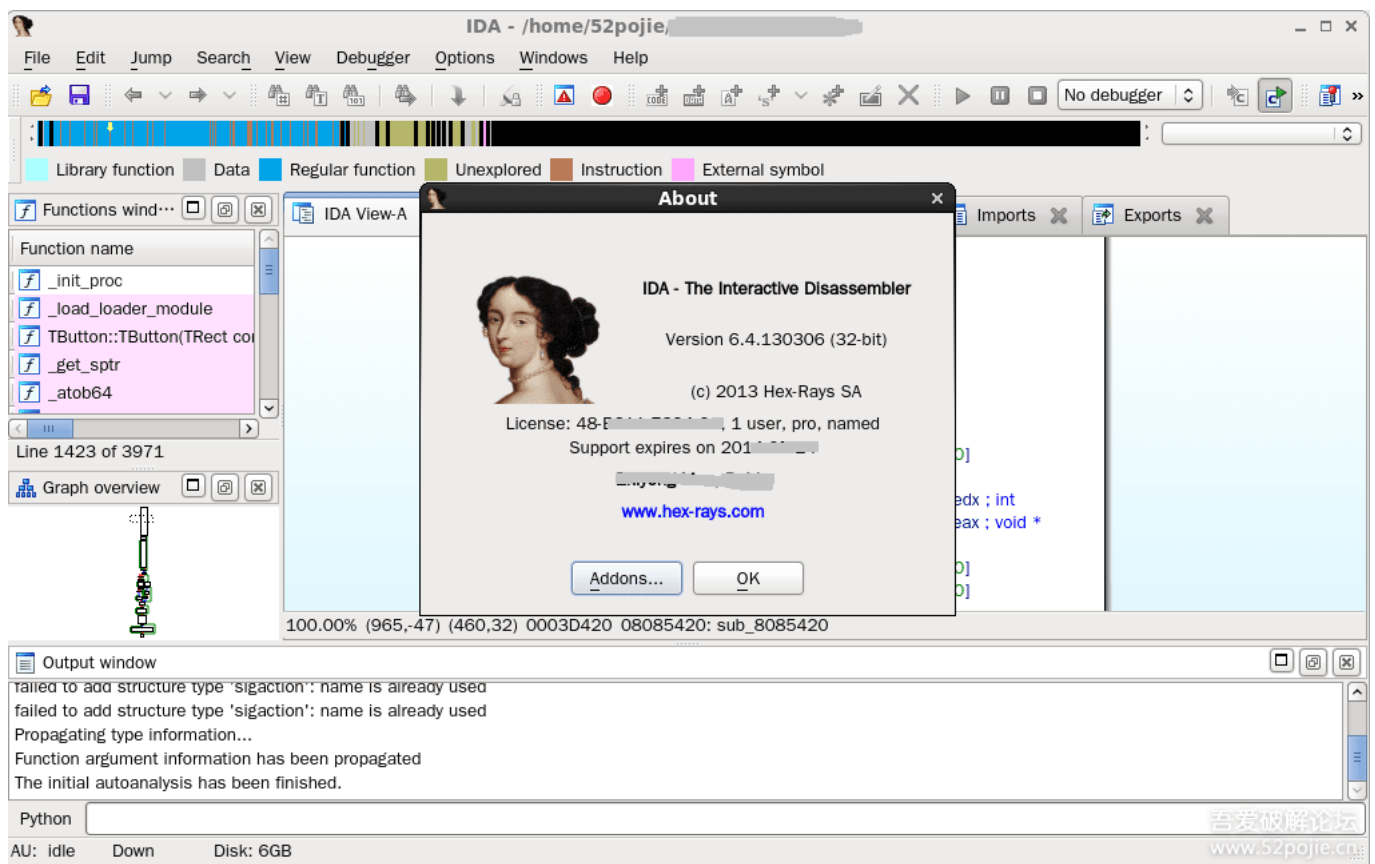 IDA - /home/52pojie/
File Edit Jump Search View Debugger Options Windows Help
No debugger
Library function Data Regular function Unexplored Instruction External symbol
Functions wind···
IDA View-A
Imports
Exports
Function name
_init_proc
_load_loader_module
TButton::TButton(TRect
_get_sptr
_atob64
Line 1423 of 3971
Graph overview
About
IDA - The Interactive Disassembler
Version 6.4.130306 (32-bit)
(c) 2013 Hex-Rays SA
License: 48- , 1 user, pro, named
Support expires on 201
www.hex-rays.com
Addons...
OK
0]
edx ; int
eax ; void *
0]
0]
100.00% (965,-47) (460,32) 0003D420 08085420: sub_8085420
Output window
failed to add structure type 'sigaction': name is already used
failed to add structure type 'sigaction': name is already used
Propagating type information...
Function argument information has been propagated
The initial autoanalysis has been finished.
Python
AU: idle Down Disk: 6GB
吾爱破解论坛
www.52pojie.cn